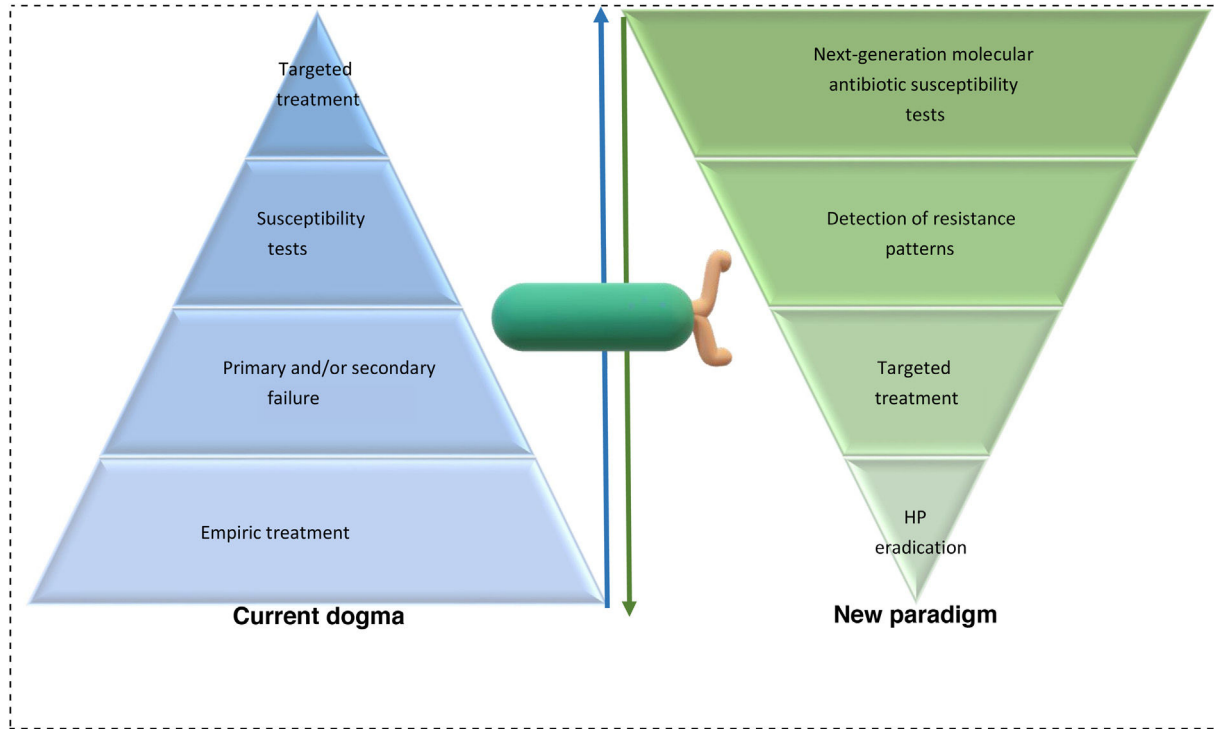 Targeted
treatment
Susceptibility
tests
Primary and/or secondary
failure
Empiric treatment
Current dogma
Next-generation molecular
antibiotic susceptibility
tests
Detection of resistance
patterns
Targeted
treatment
HP
eradication
New paradigm